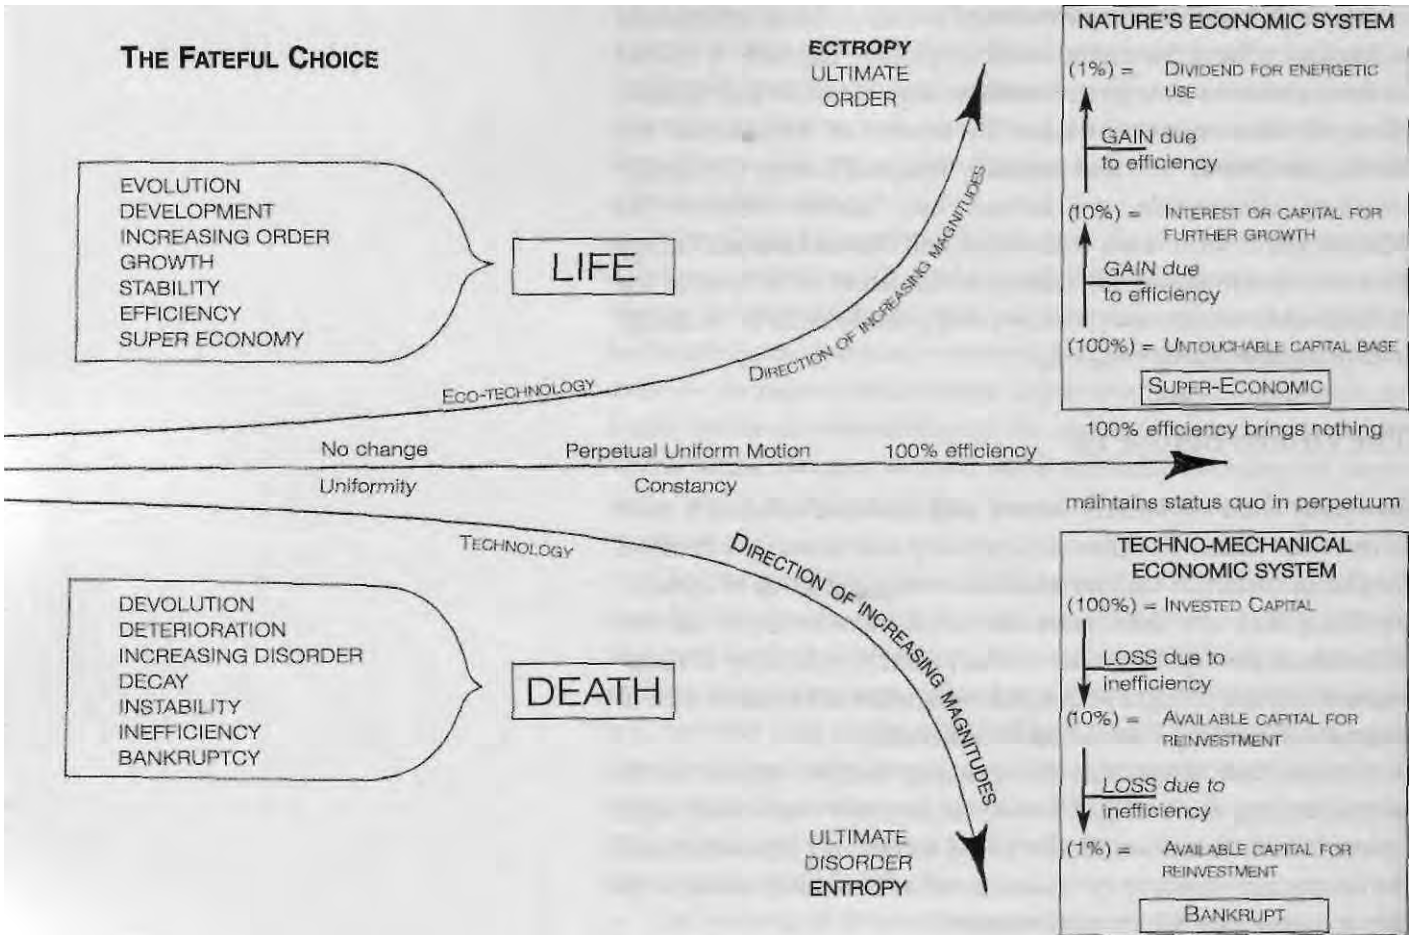 THE FATEFUL CHOICE
ECTROPY
ULTIMATE
ORDER
EVOLUTION
DEVELOPMENT
INCREASING ORDER
GROWTH
STABILITY
EFFICIENCY
SUPER ECONOMY
LIFE
ECO-TECHNOLOGY
DIRECTION OF INCREASING MAGNITUDES
No change
Perpetual Uniform Motion
100% efficiency
Uniformity
Constancy
TECHNOLOGY
DIRECTION OF INCREASING MAGNITUDES
DEVOLUTION
DETERIORATION
INCREASING DISORDER
DECAY
INSTABILITY
INEFFICIENCY
BANKRUPTCY
DEATH
ULTIMATE
DISORDER
ENTROPY
NATURE'S ECONOMIC SYSTEM
(1%) = DIVIDEND FOR ENERGETIC
USE
GAIN due
to efficiency
(10%) = INTEREST OR CAPITAL FOR
FURTHER GROWTH
GAIN due
to efficiency
(100%) = UNTOUCHABLE CAPITAL BASE
SUPER-ECONOMIC
100% efficiency brings nothing
maintains status quo in perpetuum
TECHNO-MECHANICAL
ECONOMIC SYSTEM
(100%) = INVESTED CAPITAL
LOSS due to
inefficiency
(10%) = AVAILABLE CAPITAL FOR
REINVESTMENT
LOSS due to
inefficiency
(1%) = AVAILABLE CAPITAL FOR
REINVESTMENT
BANKRUPT